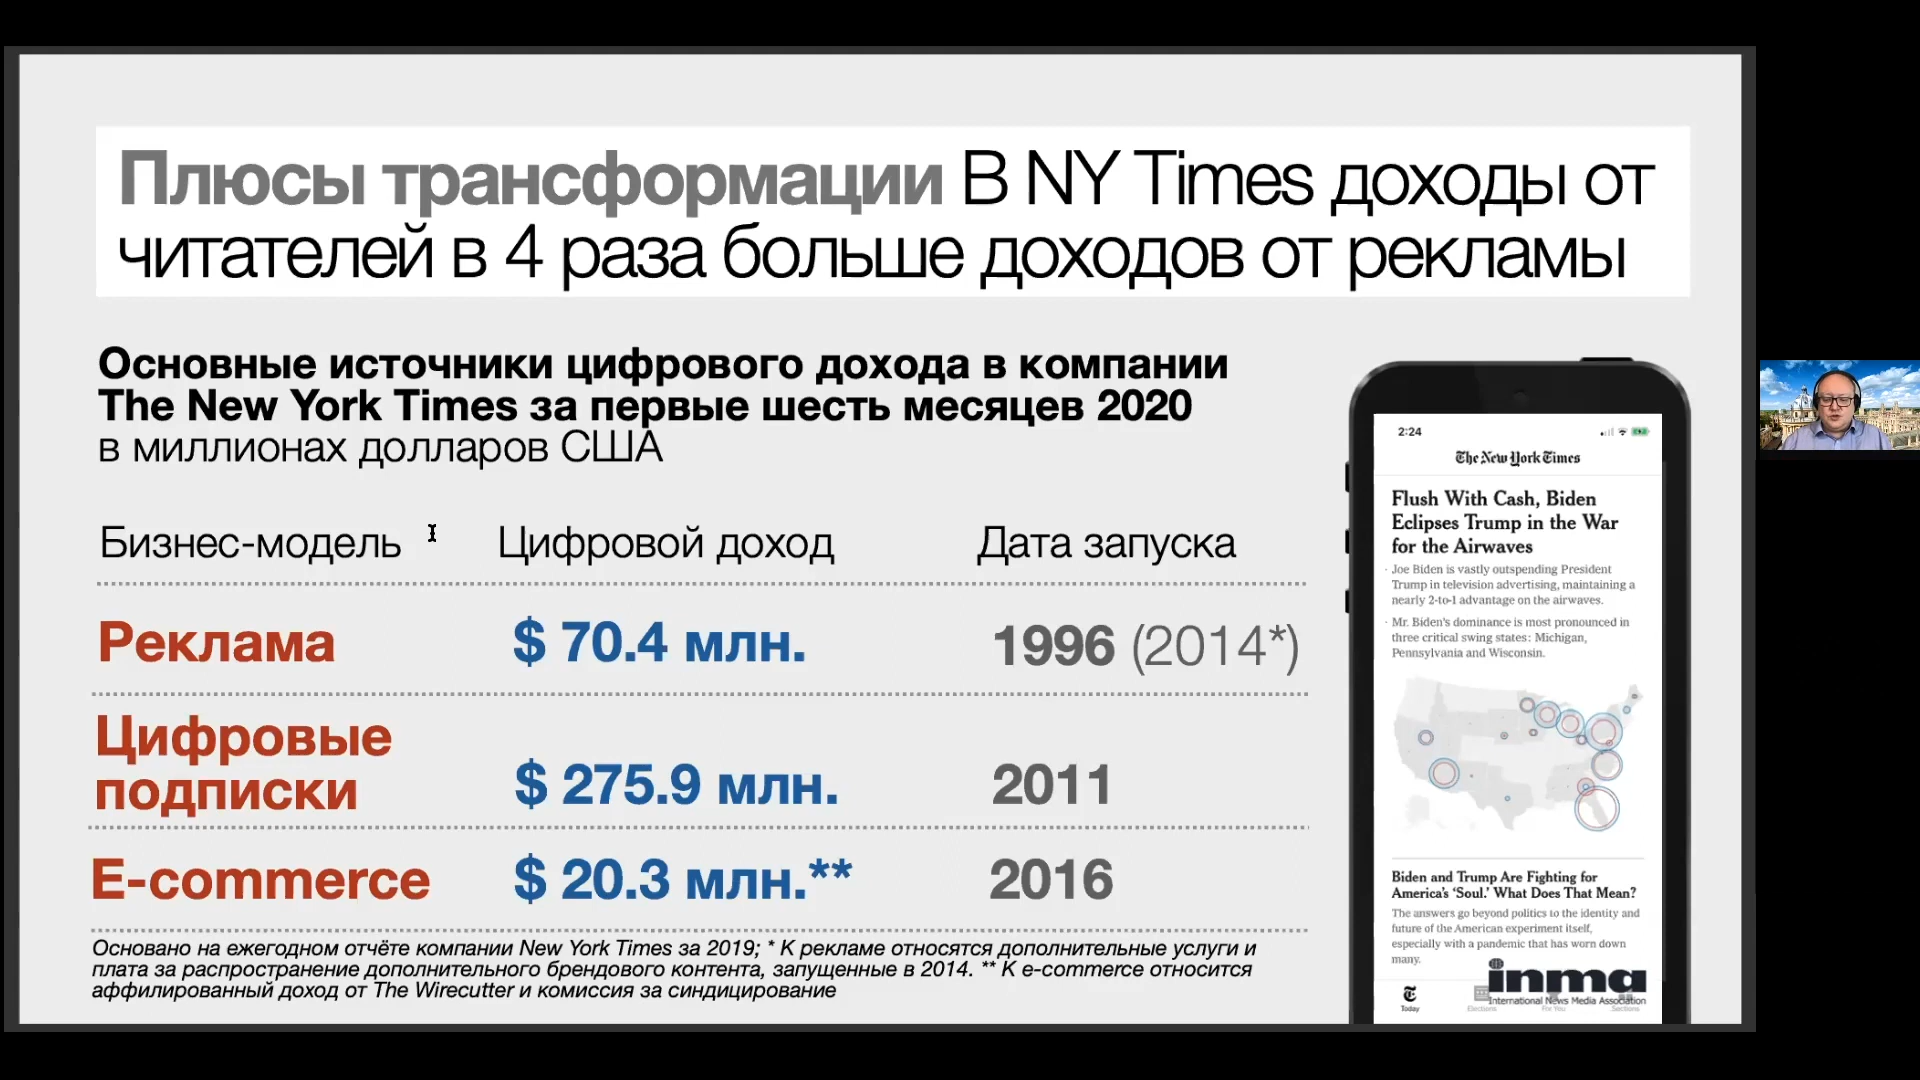 Плюсы трансформации В NY Times доходы от
читателей в 4 раза больше доходов от рекламы
Основные источники цифрового дохода в компании
The New York Times за первые шесть месяцев 2020
в миллионах долларов США
Бизнес-модель Цифровой доход Дата запуска
Реклама $ 70.4 млн. 1996 (2014*)
Цифровые
подписки $ 275.9 млн. 2011
E-commerce $ 20.3 млн.** 2016
Основано на ежегодном отчёте компании New York Times за 2019; * К рекламе относятся дополнительные услуги и
плата за распространение дополнительного брендового контента, запущенные в 2014. ** К e-commerce относится
аффилированный доход от The Wirecutter и комиссия за синдицирование
2:24
The New York Times
Flush With Cash, Biden
Eclipses Trump in the War
for the Airwaves
· Joe Biden is vastly outspending President
Trump in television advertising, maintaining a
nearly 2-to-1 advantage on the airwaves.
· Mr. Biden's dominance is most pronounced in
three critical swing states: Michigan,
Pennsylvania and Wisconsin.
Biden and Trump Are Fighting for
America's 'Soul.' What Does That Mean?
The answers go beyond politics to the identity and
future of the American experiment itself,
especially with a pandemic that has worn down
many.
inma
International News Media Association
Today Elections For You Sections